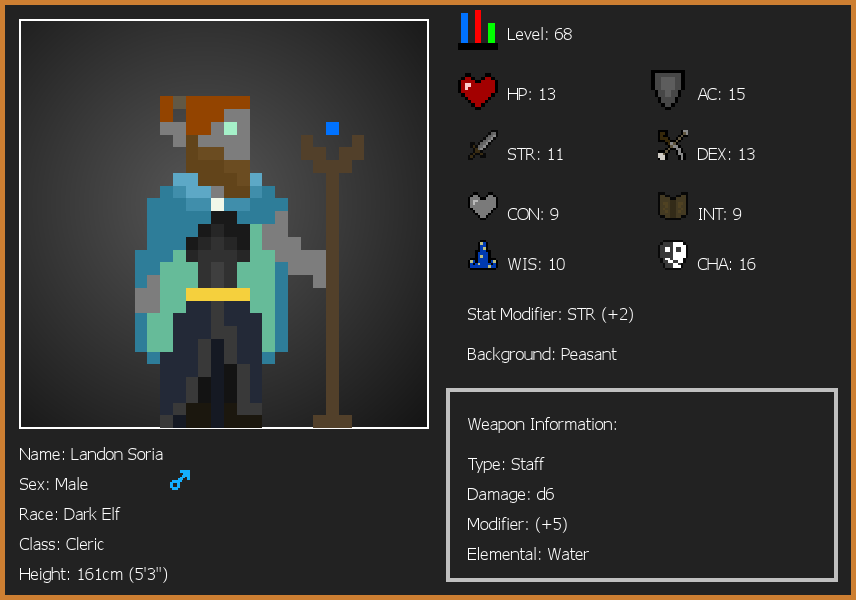 Level: 68
HP: 13
AC: 15
STR: 11
DEX: 13
CON: 9
INT: 9
WIS: 10
CHA: 16
Stat Modifier: STR (+2)
Background: Peasant
Weapon Information:
Type: Staff
Damage: d6
Modifier: (+5)
Elemental: Water
Name: Landon Soria
Sex: Male
Race: Dark Elf
Class: Cleric
Height: 161cm (5'3")